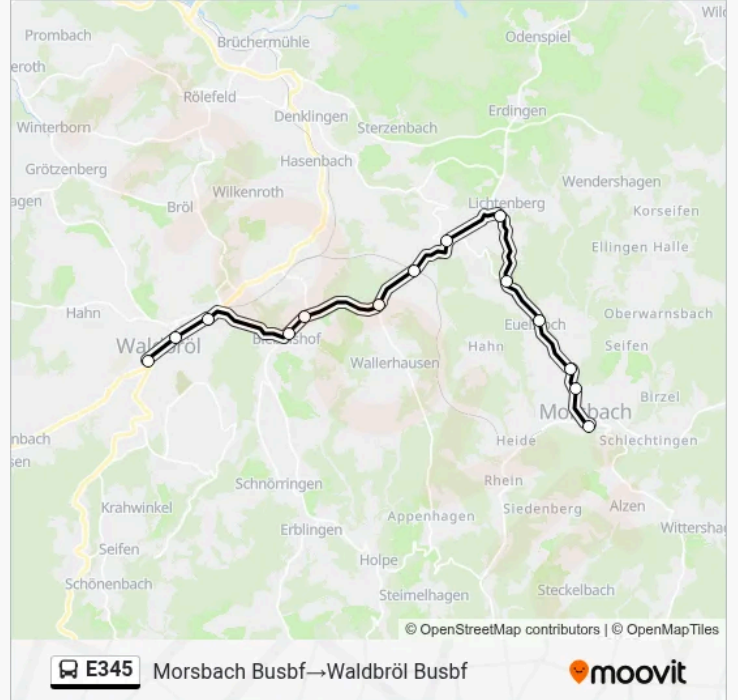 Prombach
Brüchermühle
Odenspiel
eroth
Rölefeld
Denklingen
Erdingen
Winterborn
Sterzenbach
Hasenbach
Grötzenberg
Wilkenroth
Wendershagen
agen
Bröl
Lichtenberg
Korseifen
Ellingen Halle
Hahn
Oberwarnsbach
Waldbröl
Hahn
Seifen
Wallerhausen
Birzel
Morsbach
nbach
Heide
Schlechtingen
sen
Schnörringen
Rhein
Krahwinkel
Siedenberg
Alzen
Appenhagen
Erblingen
Seifen
Holpe
Schönenbach
Steimelhagen
Steckelbach
© OpenStreetMap contributors | © OpenMapTiles
E345 Morsbach Busbf→Waldbröl Busbf
moovit